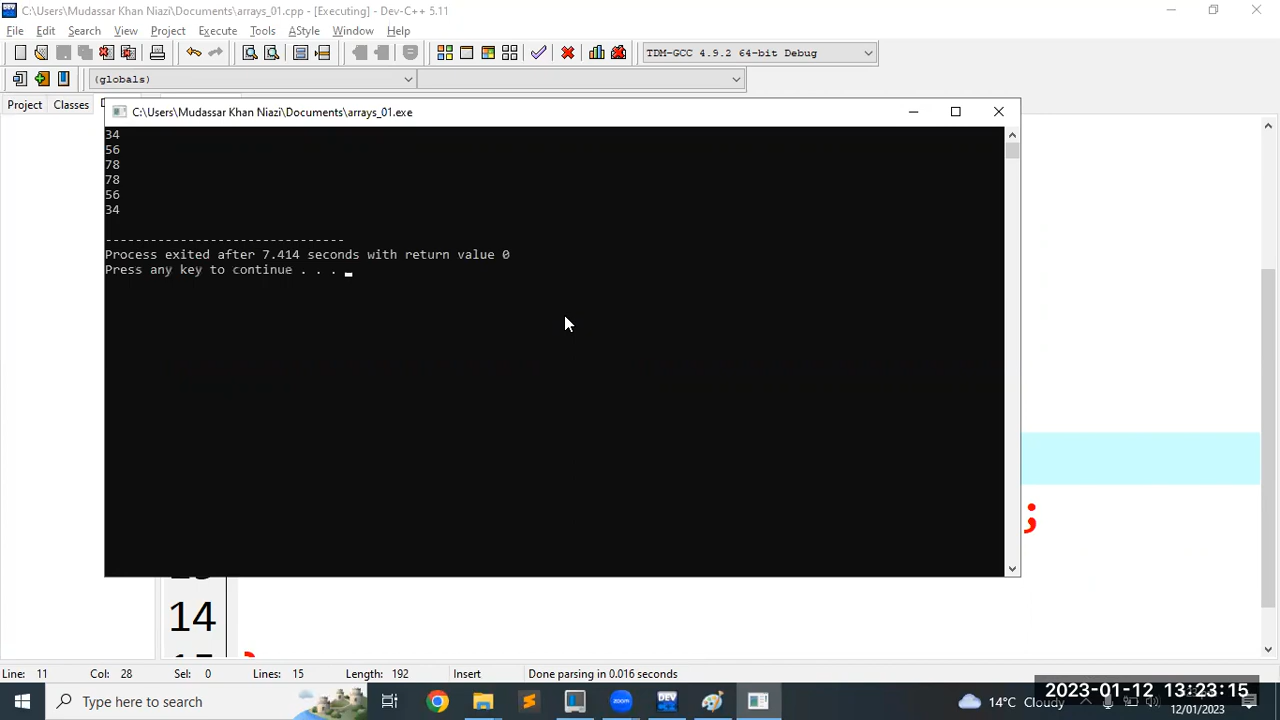 C:\Users\Mudassar Khan Niazi\Documents\arrays_01.cpp - [Executing] - Dev-C++ 5.11
File Edit Search View Project Execute Tools AStyle Window Help
TDM-GCC 4.9.2 64-bit Debug
(globals)
Project Classes
C:\Users\Mudassar Khan Niazi\Documents\arrays_01.exe
34
56
78
78
56
34
--------------------------------
Process exited after 7.414 seconds with return value 0
Press any key to continue . . .
;
14
Line: 11 Col: 28 Sel: 0 Lines: 15 Length: 192 Insert Done parsing in 0.016 seconds
Type here to search
DEV
zoom
14°C Cloudy
2023-01-12 13:23:15
12/01/2023